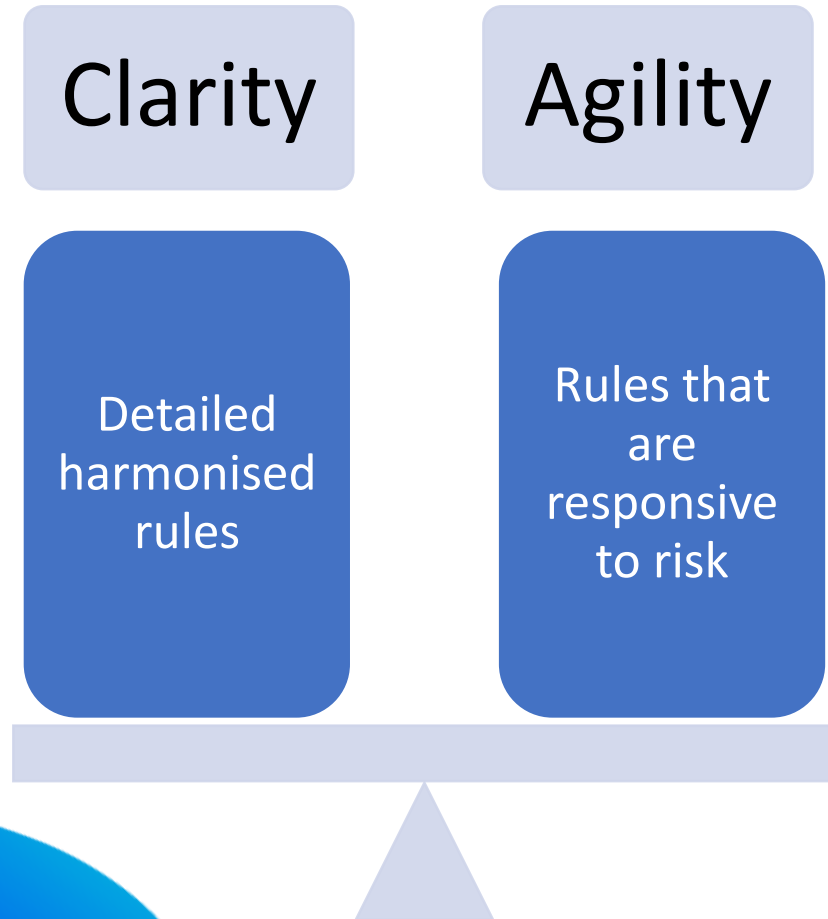 Clarity
Agility
Detailed
harmonised
rules
Rules that
are
responsive
to risk